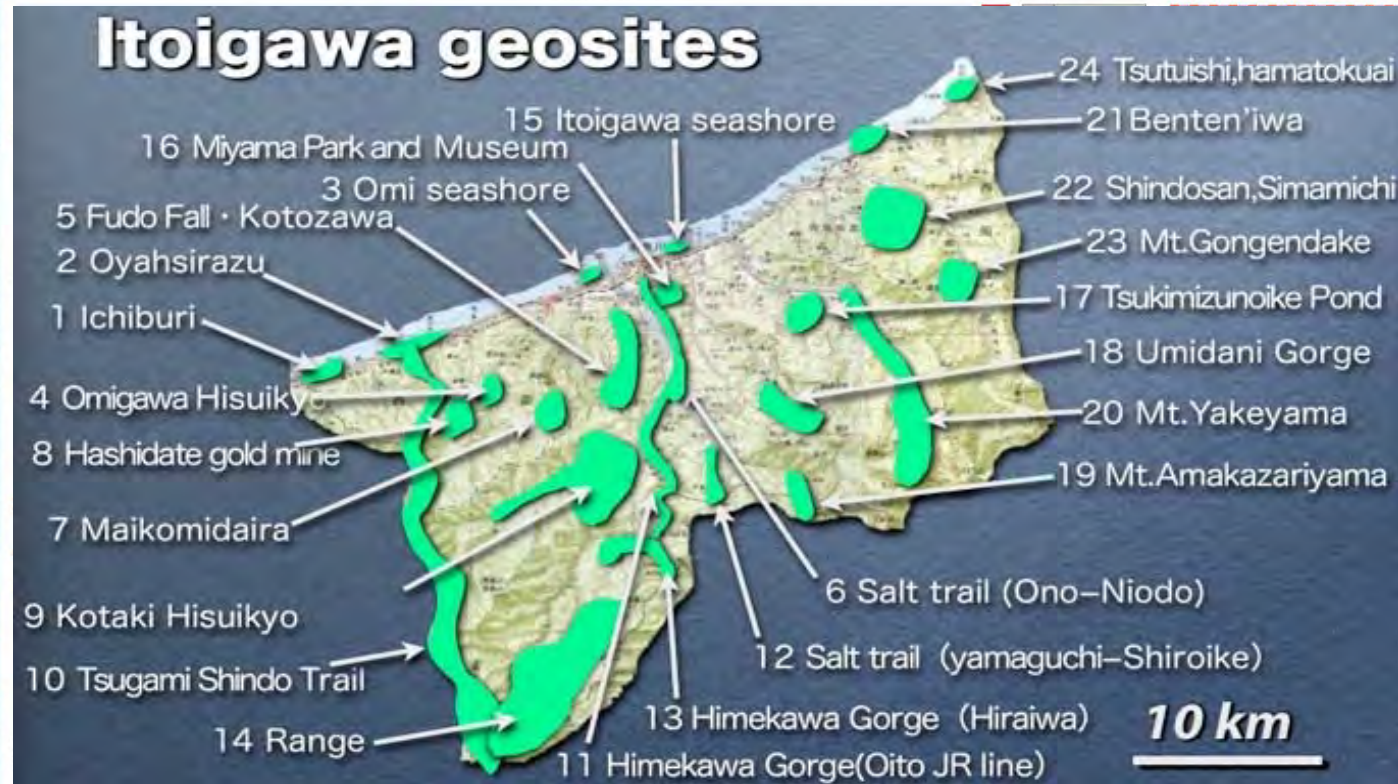 Itoigawa geosites
24 Tsutuishi,hamatokuai
15 Itoigawa seashore
21Benten'iwa
16 Miyama Park and Museum
3 Omi seashore
22 Shindosan,Simamichi
5 Fudo Fall・Kotozawa
23 Mt.Gongendake
2 Oyahsirazu
17 Tsukimizunoike Pond
1 Ichiburi
18 Umidani Gorge
4 Omigawa Hisuikyo
20 Mt.Yakeyama
8 Hashidate gold mine
19 Mt.Amakazariyama
7 Maikomidaira
6 Salt trail (Ono–Niodo)
9 Kotaki Hisuikyo
12 Salt trail (yamaguchi–Shiroike)
10 Tsugami Shindo Trail
13 Himekawa Gorge (Hiraiwa)
14 Range
11 Himekawa Gorge(Oito JR line)
10 km